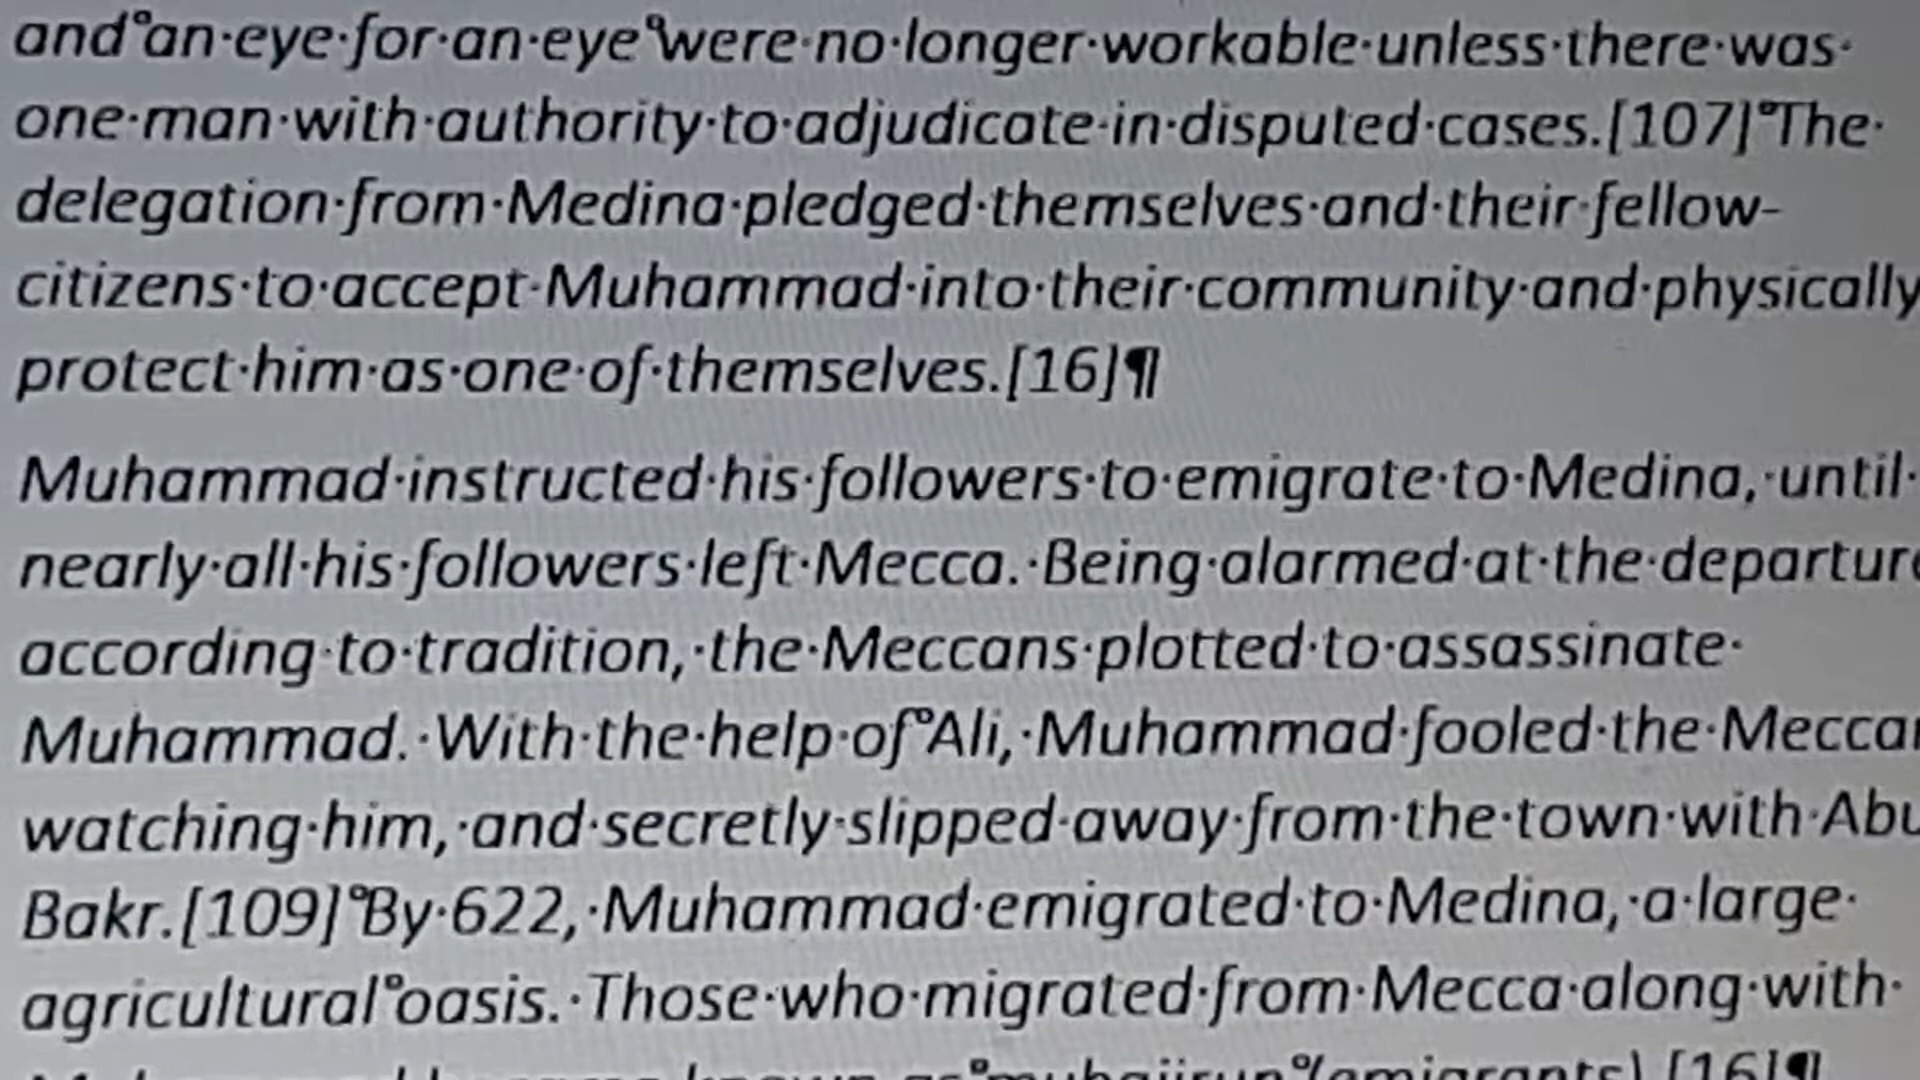 and an eye for an eye were no longer workable unless there was
one man with authority to adjudicate in disputed cases.[107] The
delegation from Medina pledged themselves and their fellow-
citizens to accept Muhammad into their community and physically
protect him as one of themselves.[16]¶
Muhammad instructed his followers to emigrate to Medina, until
nearly all his followers left Mecca. Being alarmed at the departure
according to tradition, the Meccans plotted to assassinate
Muhammad. With the help of Ali, Muhammad fooled the Meccan
watching him, and secretly slipped away from the town with Abu
Bakr.[109] By 622, Muhammad emigrated to Medina, a large
agricultural oasis. Those who migrated from Mecca along with
known as muhajirun (emigrants).[16]¶